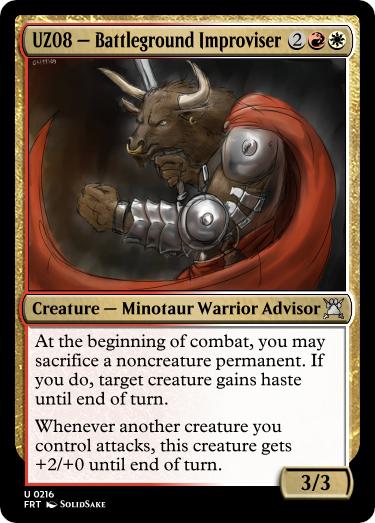 UZ08 — Battleground Improviser 2
Creature — Minotaur Warrior Advisor
At the beginning of combat, you may
sacrifice a noncreature permanent. If
you do, target creature gains haste
until end of turn.
Whenever another creature you
control attacks, this creature gets
+2/+0 until end of turn.
3/3
U 0216
FRT SolidSake